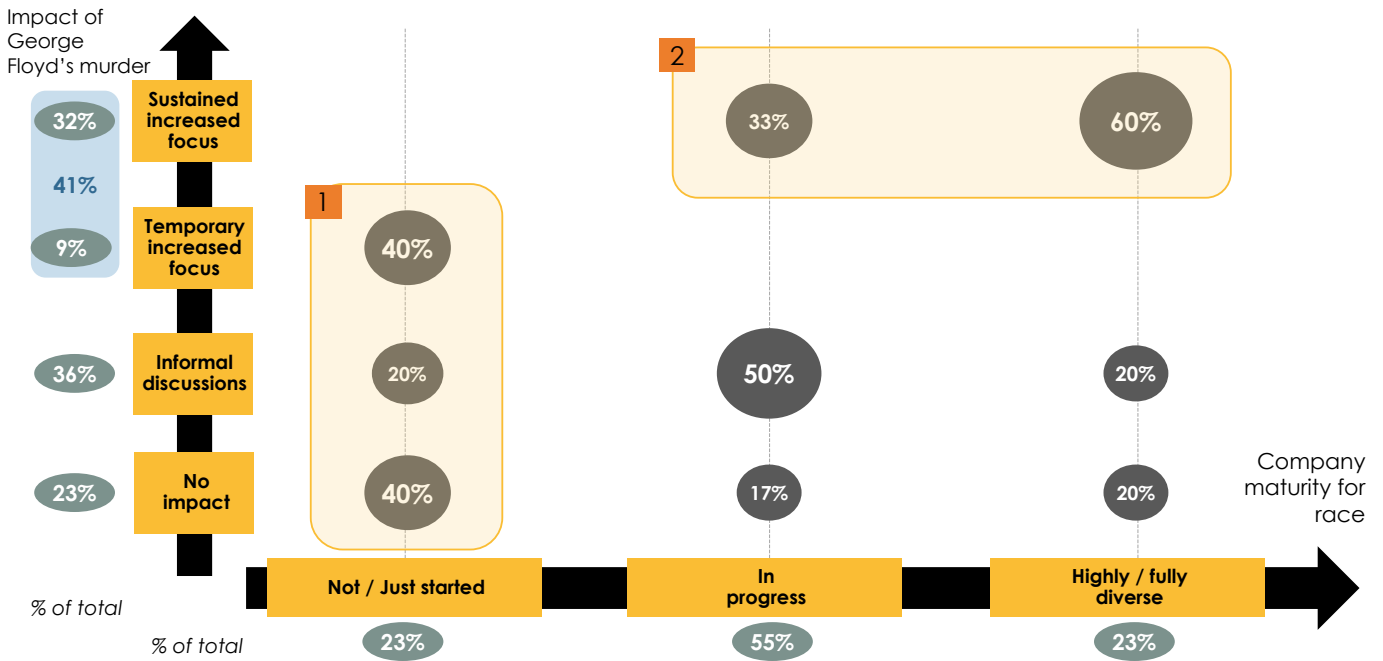 Impact of
George
Floyd's murder
2
Sustained
increased
focus
32%
33%
60%
41%
1
Temporary
increased
focus
9%
40%
Informal
discussions
36%
20%
50%
20%
No
impact
23%
40%
17%
20%
Company
maturity for
race
Not / Just started
In
progress
Highly / fully
diverse
% of total
% of total
23%
55%
23%